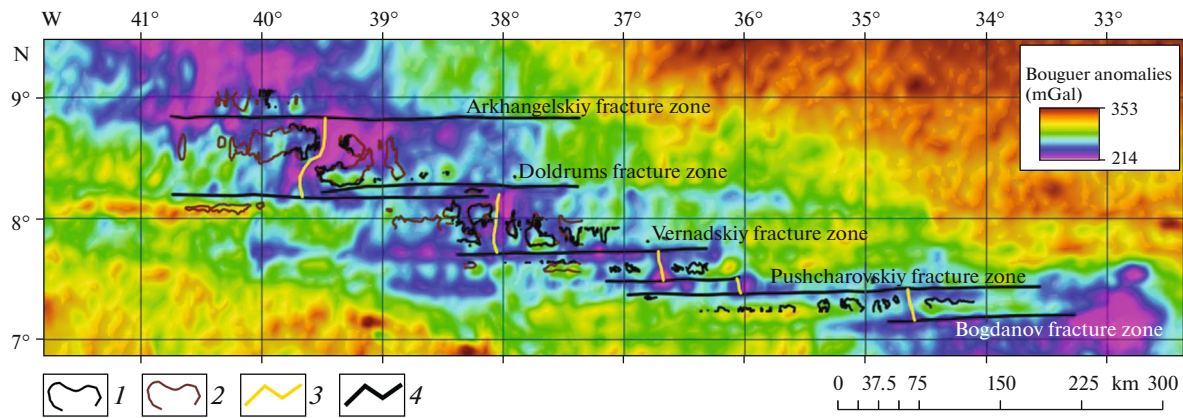 W 41° 40° 39° 38° 37° 36° 35° 34° 33°
N
9°
8°
7°
Bouguer anomalies
(mGal)
353
214
Arkhangelskiy fracture zone
Doldrums fracture zone
Vernadskiy fracture zone
Pushcharovskiy fracture zone
Bogdanov fracture zone
1 2 3 4
0 37.5 75 150 225 km 300